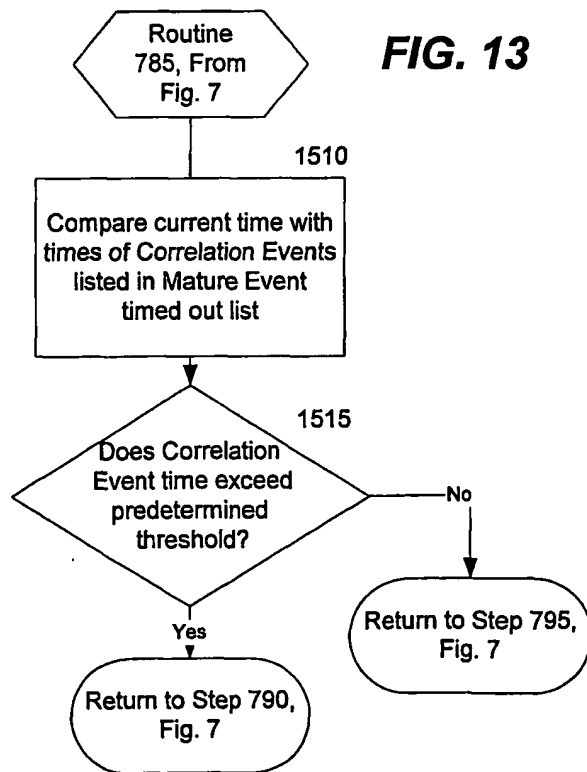 Routine
785, From
Fig. 7
FIG. 13
1510
Compare current time with
times of Correlation Events
listed in Mature Event
timed out list
1515
Does Correlation
Event time exceed
predetermined
threshold?
No
Yes
Return to Step 795,
Fig. 7
Return to Step 790,
Fig. 7